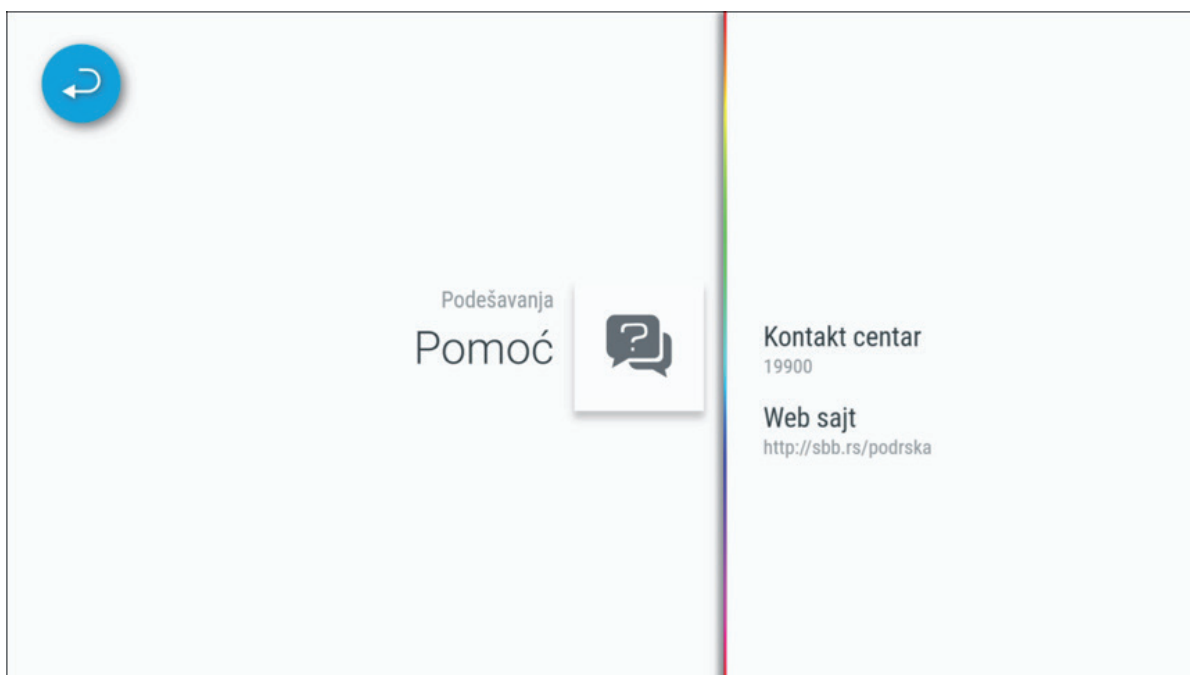 Podešavanja
Pomoć
Kontakt centar
19900
Web sajt
http://sbb.rs/podrska